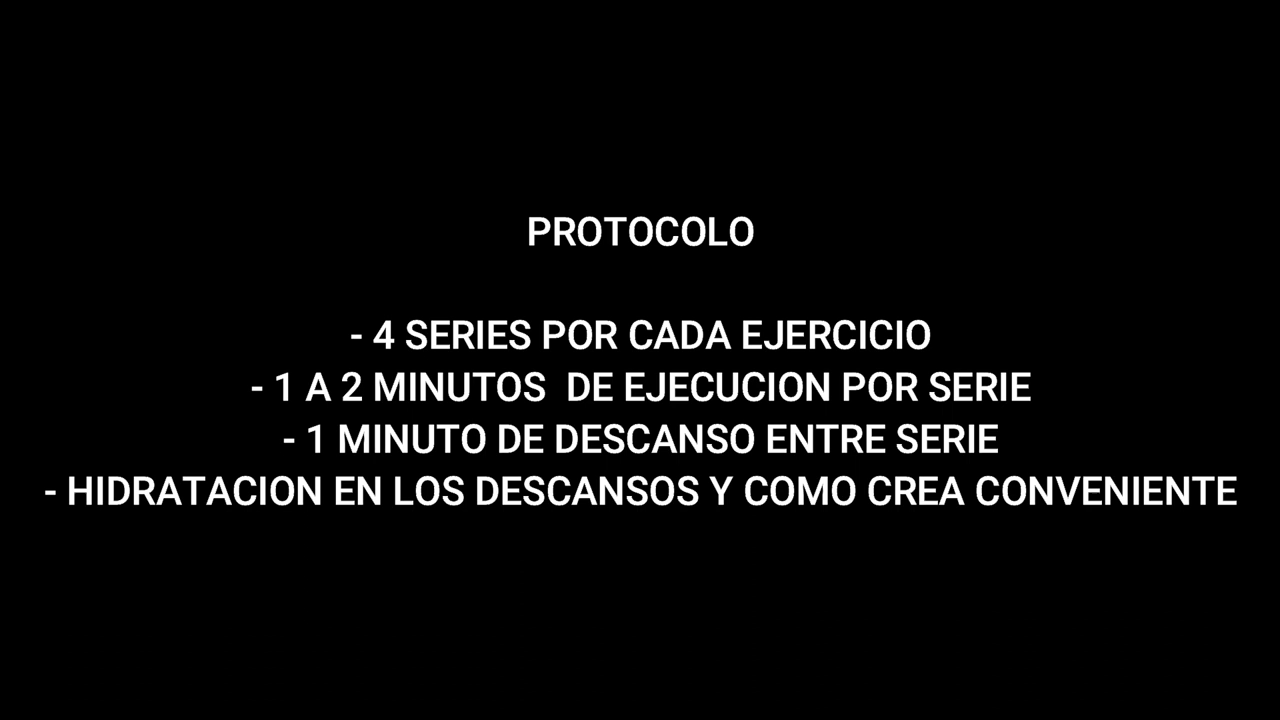 PROTOCOLO
- 4 SERIES POR CADA EJERCICIO
- 1 A 2 MINUTOS  DE EJECUCION POR SERIE
- 1 MINUTO DE DESCANSO ENTRE SERIE
- HIDRATACION EN LOS DESCANSOS Y COMO CREA CONVENIENTE